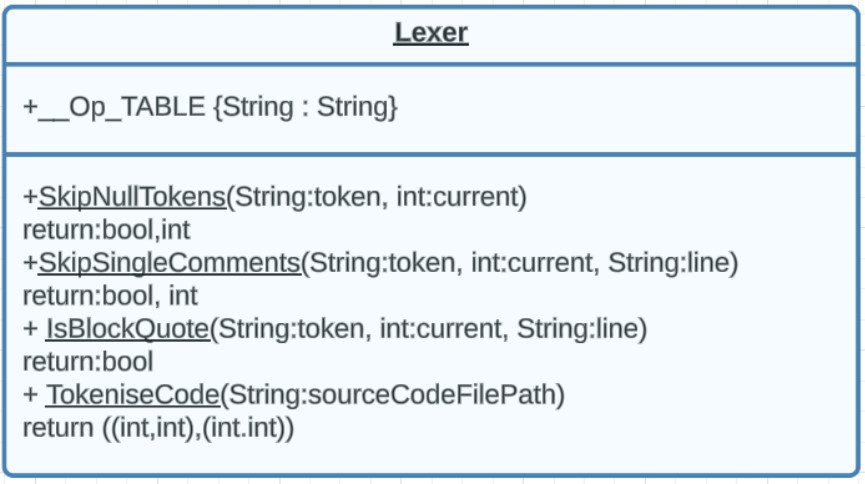 Lexer
+__Op_TABLE {String : String}
+SkipNullTokens(String:token, int:current)
return:bool,int
+SkipSingleComments(String:token, int:current, String:line)
return:bool, int
+ IsBlockQuote(String:token, int:current, String:line)
return:bool
+ TokeniseCode(String:sourceCodeFilePath)
return ((int,int),(int.int))